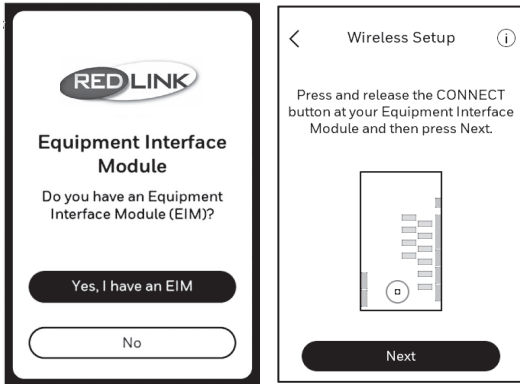 REDLINK
Equipment Interface
Module
Do you have an Equipment
Interface Module (EIM)?
Yes, I have an EIM
No
Wireless Setup
i
Press and release the CONNECT
button at your Equipment Interface
Module and then press Next.
Next